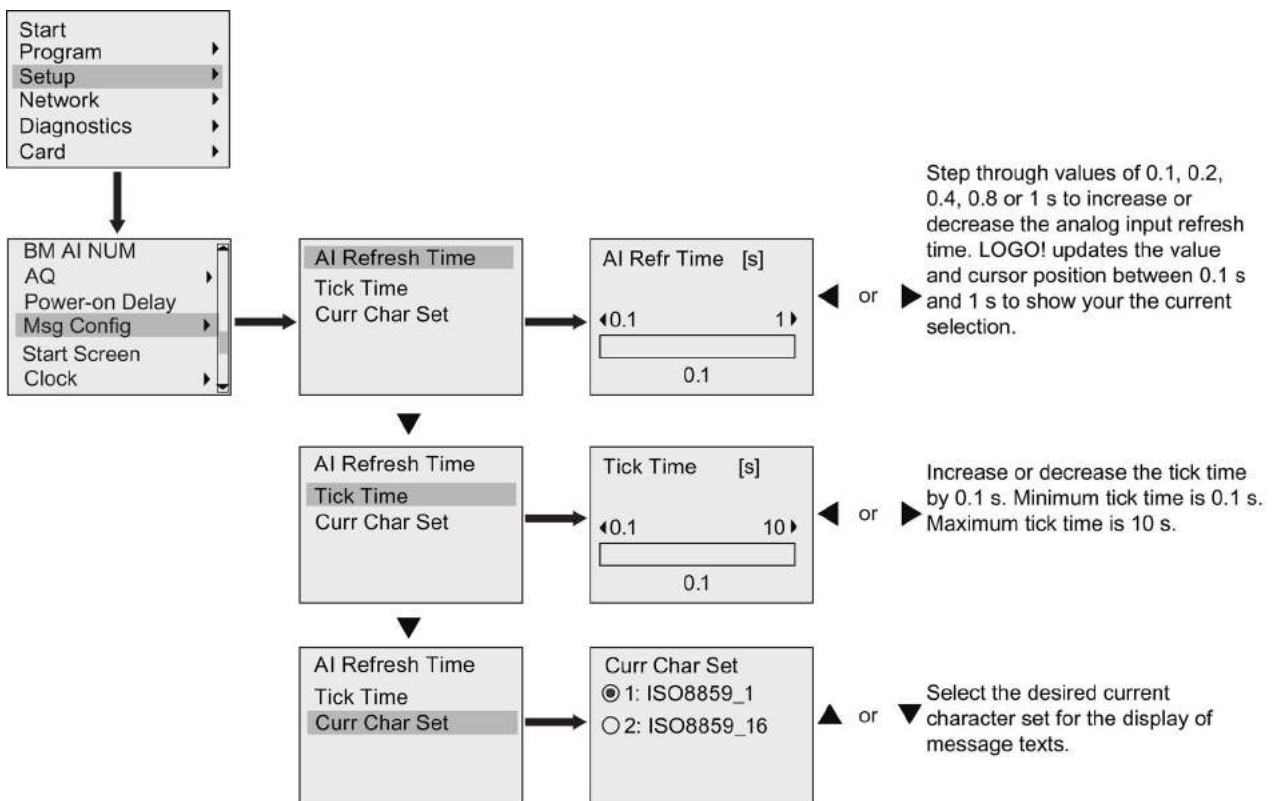 Start
Program
Setup
Network
Diagnostics
Card
BM AI NUM
AQ
Power-on Delay
Msg Config
Start Screen
Clock
AI Refresh Time
Tick Time
Curr Char Set
AI Refr Time [s]
0.1 1
0.1
or
Step through values of 0.1, 0.2,
0.4, 0.8 or 1 s to increase or
decrease the analog input refresh
time. LOGO! updates the value
and cursor position between 0.1 s
and 1 s to show your the current
selection.
AI Refresh Time
Tick Time
Curr Char Set
Tick Time [s]
0.1 10
0.1
or
Increase or decrease the tick time
by 0.1 s. Minimum tick time is 0.1 s.
Maximum tick time is 10 s.
AI Refresh Time
Tick Time
Curr Char Set
Curr Char Set
1: ISO8859_1
2: ISO8859_16
or
Select the desired current
character set for the display of
message texts.